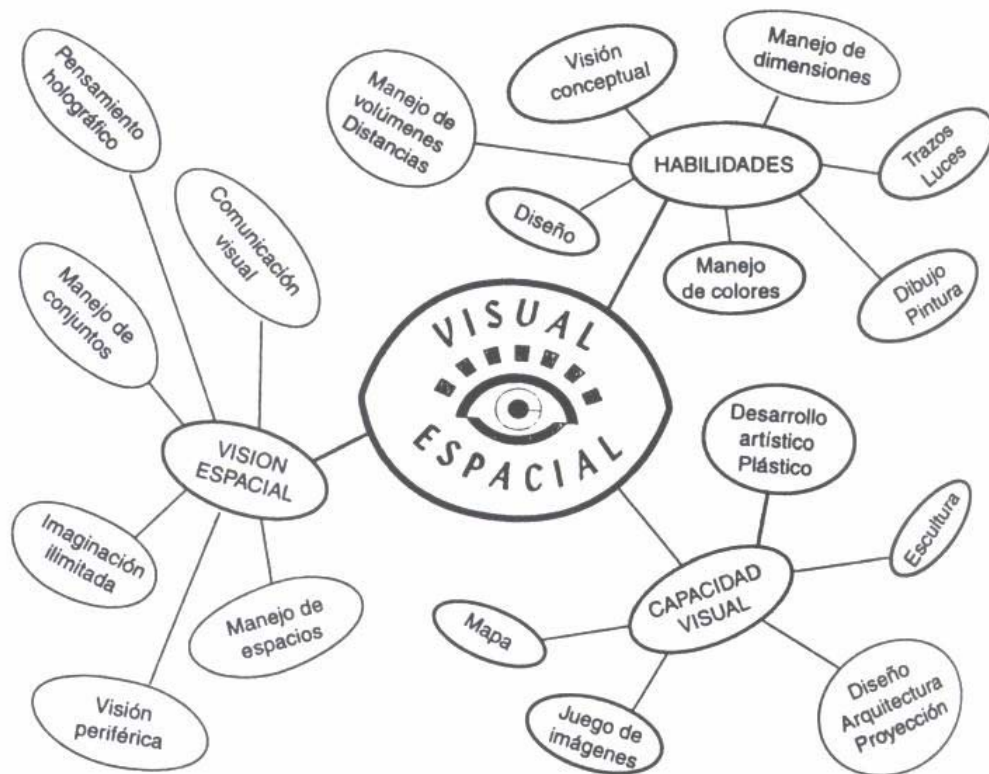 Pensamiento
holográfico
Comunicación
visual
Manejo de
conjuntos
VISION
ESPACIAL
Imaginación
ilimitada
Manejo de
espacios
Visión
periférica
VISUAL
ESPACIAL
Manejo de
volúmenes
Distancias
Visión
conceptual
Manejo de
dimensiones
HABILIDADES
Trazos
Luces
Diseño
Manejo
de colores
Dibujo
Pintura
Desarrollo
artístico
Plástico
Escultura
CAPACIDAD
VISUAL
Mapa
Juego de
imágenes
Diseño
Arquitectura
Proyección